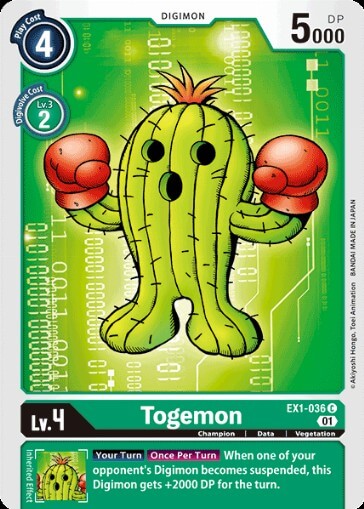 Play Cost
4
DIGIMON
DP
5000
Digivolve Cost
Lv.3
2
© Akiyoshi Hongo, Toei Animation BANDAI MADE IN JAPAN
Lv.4
Togemon
EX1-036 C
01
Champion | Data | Vegetation
Inherited Effect
Your Turn Once Per Turn When one of your
opponent's Digimon becomes suspended, this
Digimon gets +2000 DP for the turn.